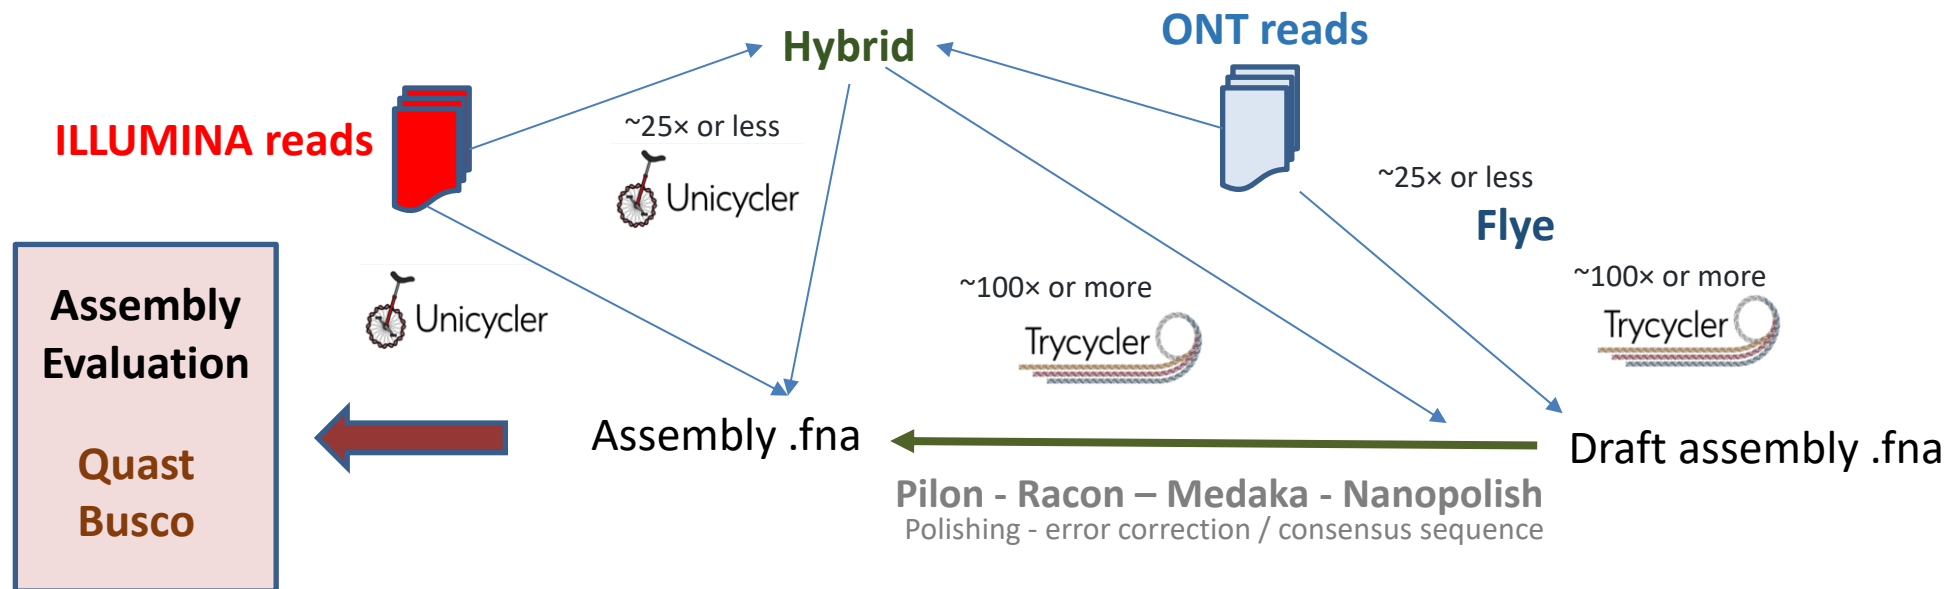 Hybrid
ONT reads
ILLUMINA reads
~25× or less
Unicycler
~25× or less
Flye
Unicycler
~100× or more
Trycycler
~100× or more
Trycycler
Assembly
Evaluation
Quast
Busco
Assembly .fna
Draft assembly .fna
Pilon - Racon – Medaka - Nanopolish
Polishing - error correction / consensus sequence